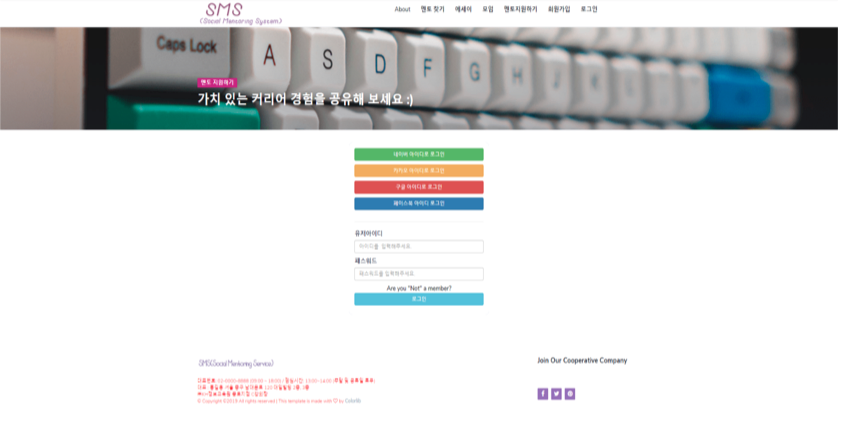 SMS
(Social Mentoring System)
About 멘토 찾기 에세이 모임 멘토지원하기 회원가입 로그인
Caps Lock A S D F G H J K L
멘토 지원하기
가치 있는 커리어 경험을 공유해 보세요 :)
네이버 아이디로 로그인
카카오 아이디로 로그인
구글 아이디로 로그인
페이스북 아이디 로그인
유저아이디
아이디를 입력해주세요
패스워드
패스워드를 입력해주세요
Are you "Not" a member?
로그인
SMS(Social Mentoring Service)
Join Our Cooperative Company
대표번호:
© Copyright ©2019 All rights reserved | This template is made with ♡ by Colorlib